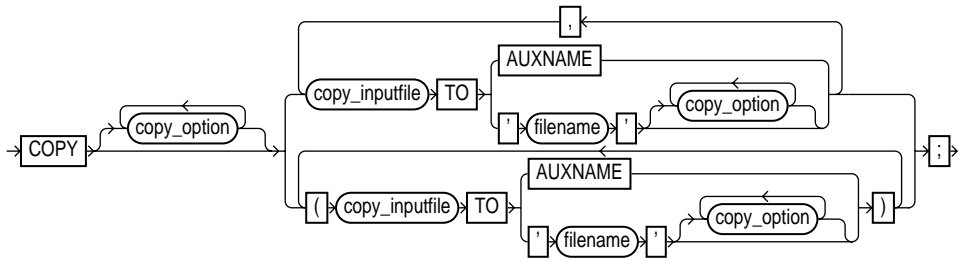 ,
AUXNAME
copy_inputfile TO
copy_option
' filename '
copy_option
COPY ;
AUXNAME
( copy_inputfile TO )
copy_option
' filename '